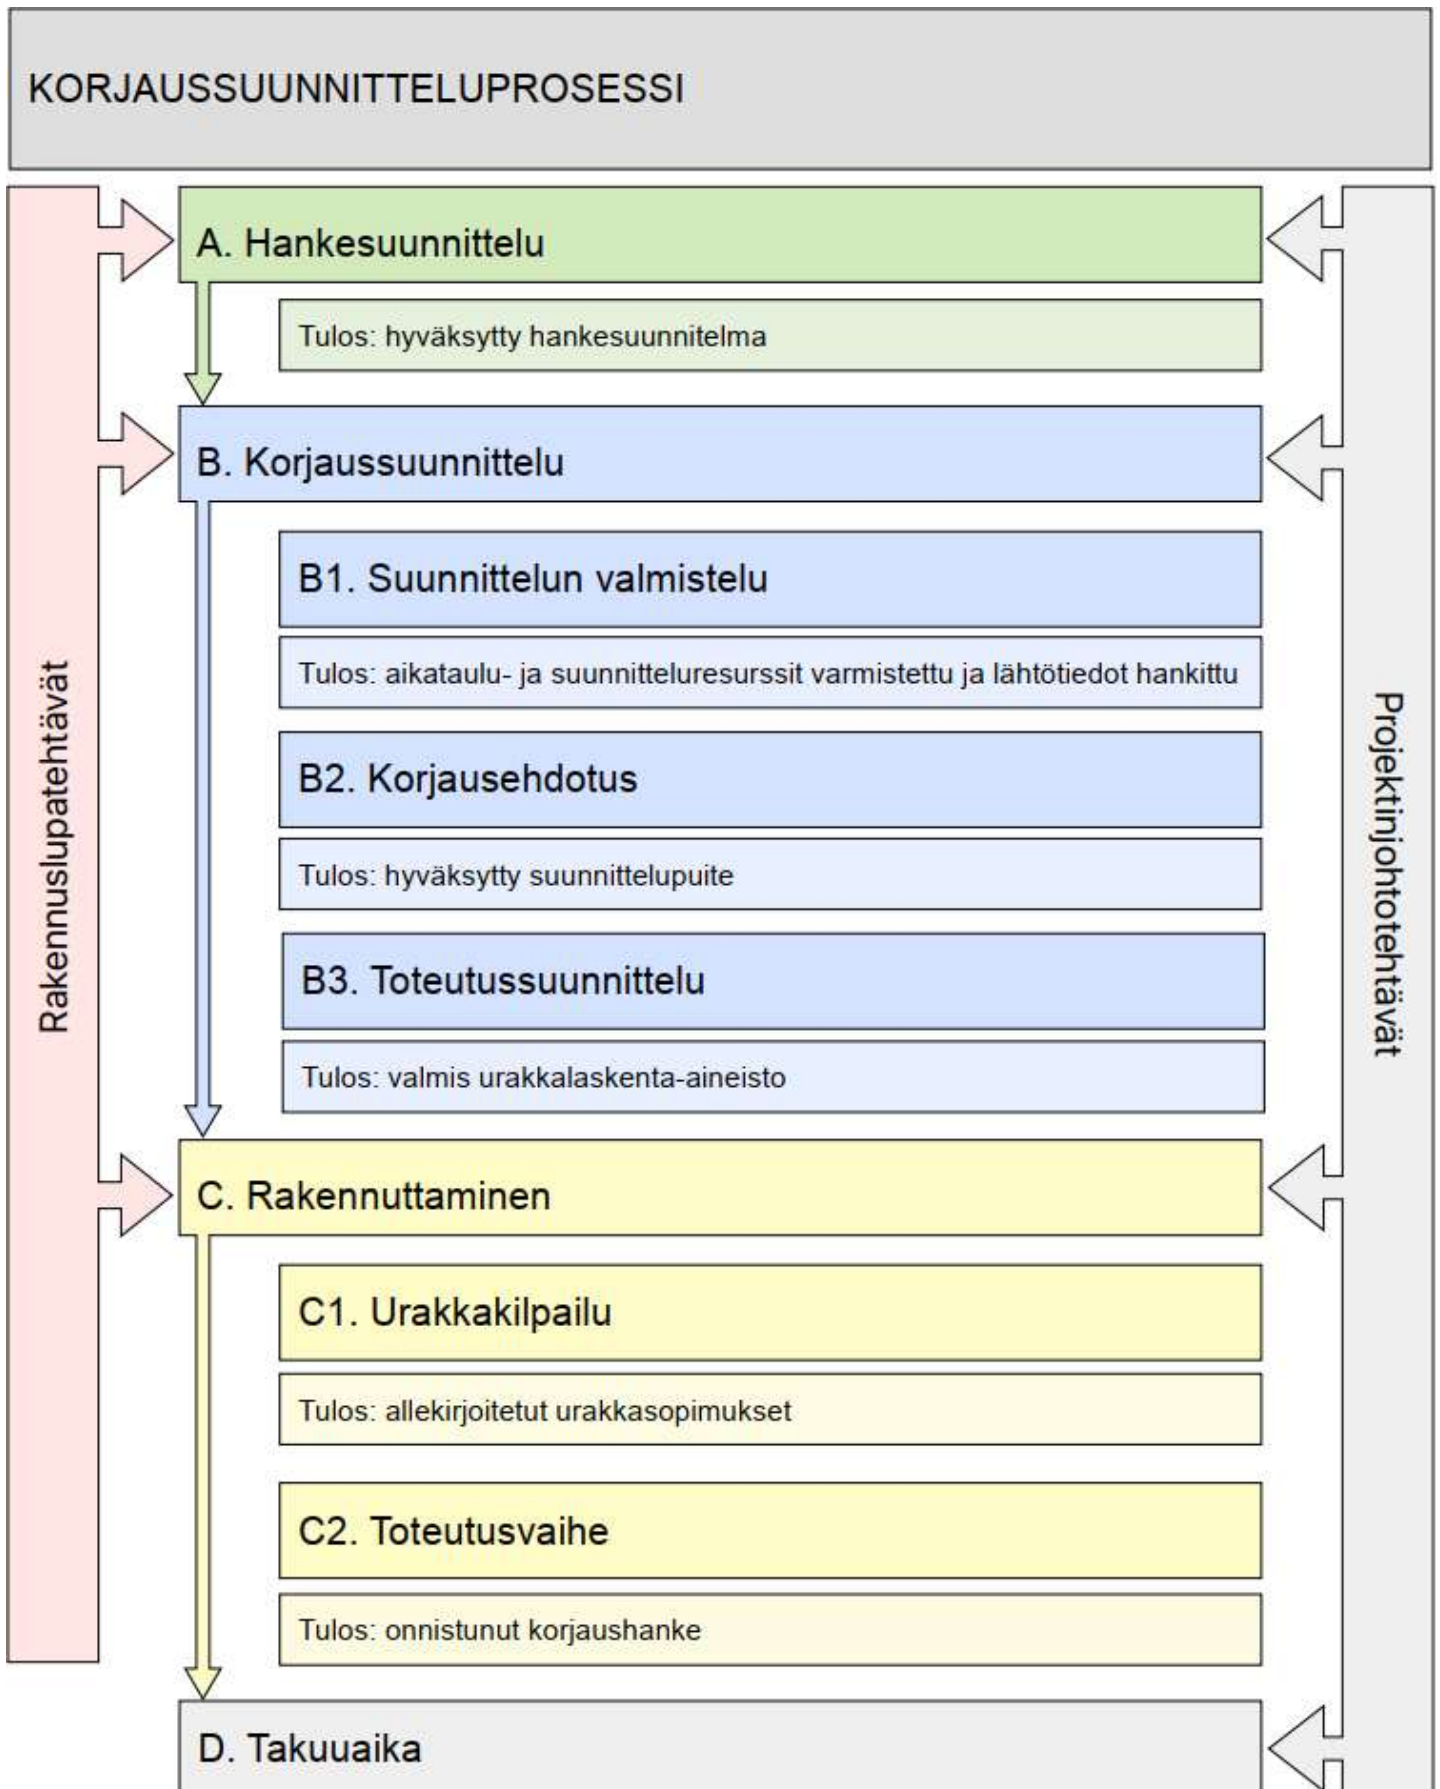 KORJAUSSUUNNITTELUPROSESSI
Rakennuslupatehtävät
A. Hankesuunnittelu
Tulos: hyväksytty hankesuunnitelma
B. Korjaussuunnittelu
B1. Suunnittelun valmistelu
Tulos: aikataulu- ja suunnitteluresurssit varmistettu ja lähtötiedot hankittu
B2. Korjausehdotus
Tulos: hyväksytty suunnittelupuite
B3. Toteutussuunnittelu
Tulos: valmis urakkalaskenta-aineisto
C. Rakennuttaminen
C1. Urakkakilpailu
Tulos: allekirjoitetut urakkasopimukset
C2. Toteutusvaihe
Tulos: onnistunut korjaushanke
D. Takuuaika
Projektinjohtotehtävät